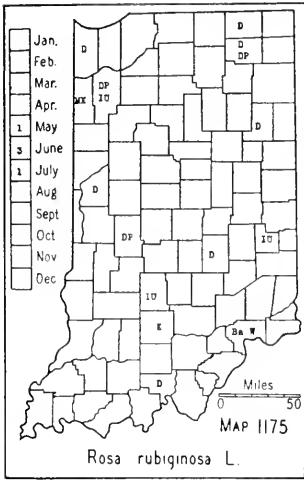 Jan.
Feb.
Mar.
Apr.
1 May
3 June
1 July
Aug
Sept
Oct
Nov
Dec
D
D
D
DP
DP
IU
MX
D
D
DP
IU
D
IU
K
Ba W
D
Miles
0 50
MAP 1175
Rosa rubiginosa L.